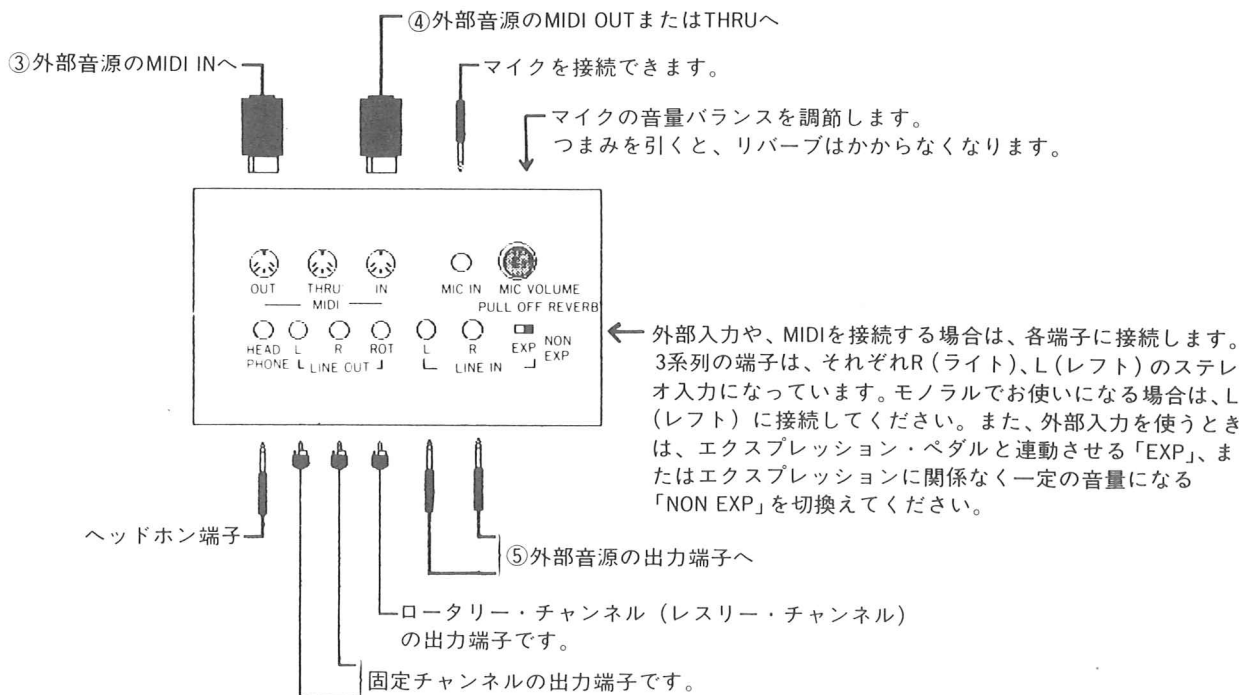 ④外部音源のMIDI OUTまたはTHRUへ
③外部音源のMIDI INへ
マイクを接続できます。
マイクの音量バランスを調節します。
つまみを引くと、リバーブはかからなくなります。
OUT THRU IN
MIDI
MIC IN MIC VOLUME
PULL OFF REVERB
HEAD PHONE
L R ROT
LINE OUT
L R
LINE IN
EXP NON EXP
外部入力や、MIDIを接続する場合は、各端子に接続します。
3系列の端子は、それぞれR(ライト)、L(レフト)のステレ
オ入力になっています。モノラルでお使いになる場合は、L
(レフト)に接続してください。また、外部入力を使うとき
は、エクスプレッション・ペダルと連動させる「EXP」、ま
たはエクスプレッションに関係なく一定の音量になる
「NON EXP」を切換えてください。
ヘッドホン端子
⑤外部音源の出力端子へ
ロータリー・チャンネル(レスリー・チャンネル)
の出力端子です。
固定チャンネルの出力端子です。